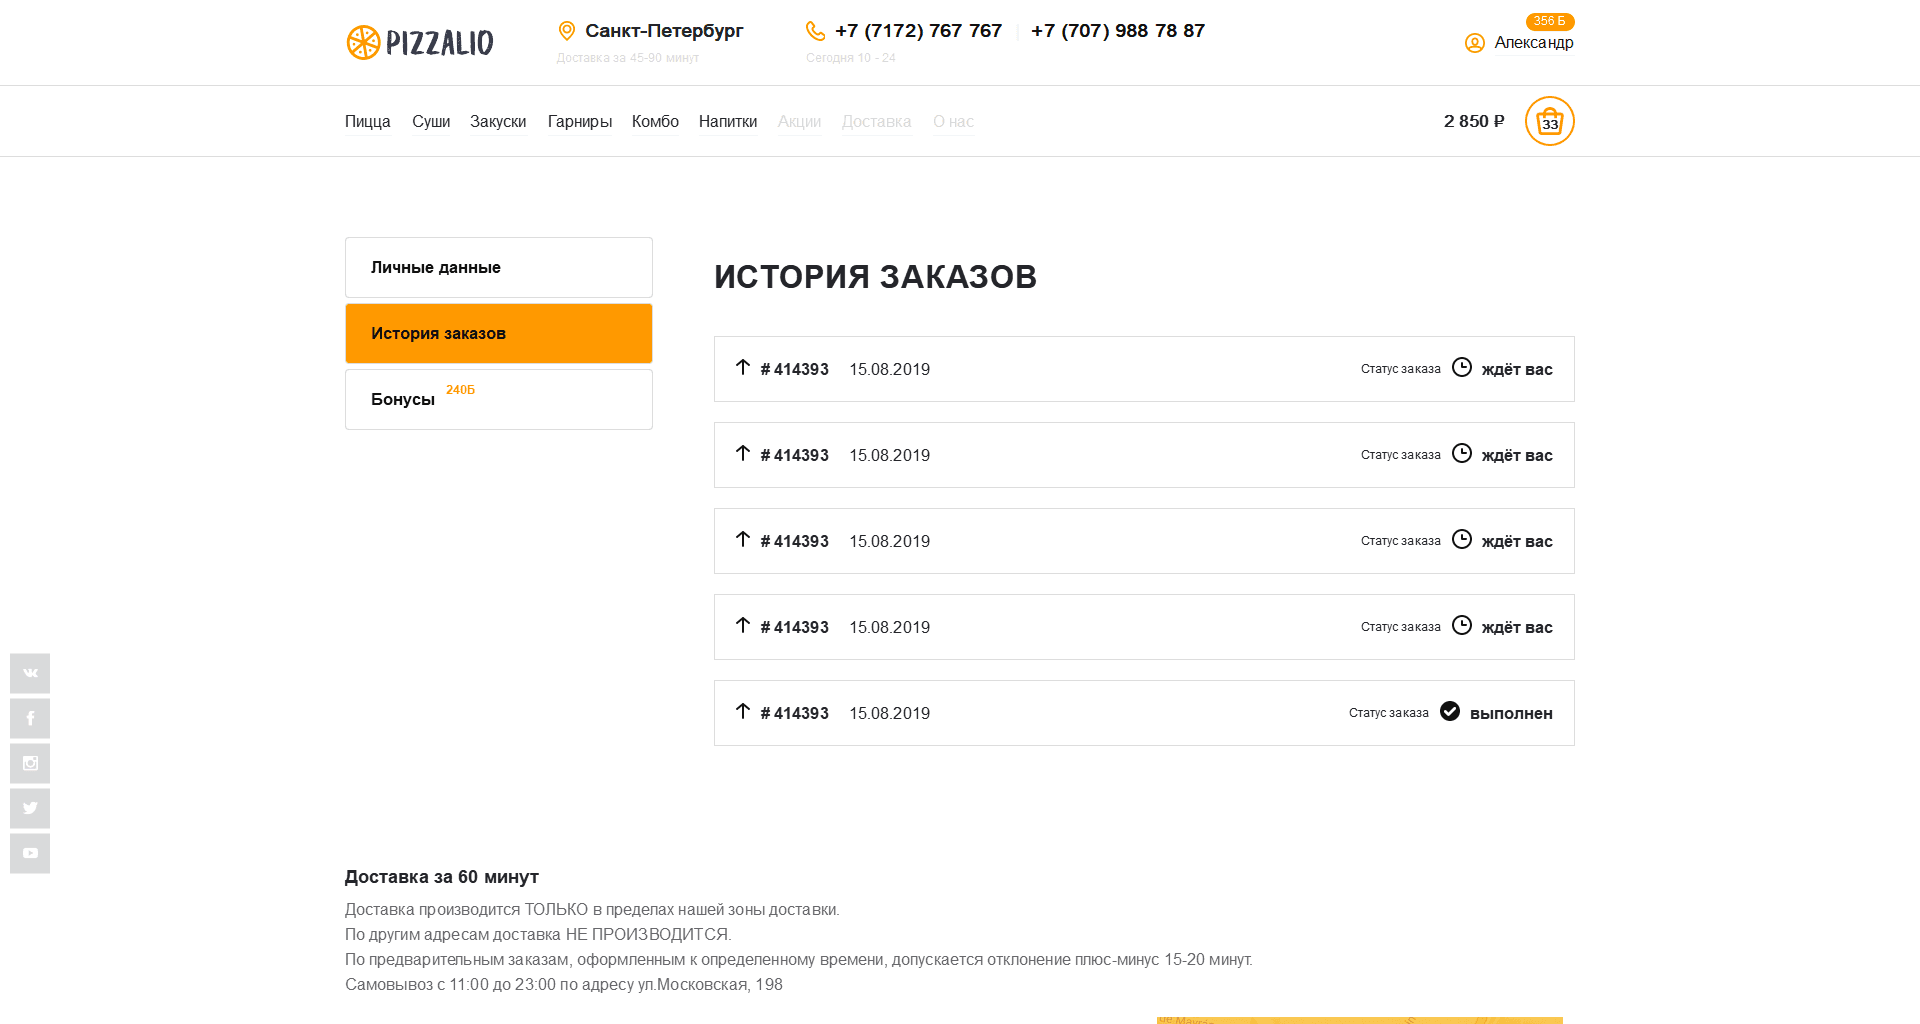 PIZZALIO
Санкт-Петербург
Доставка за 45-90 минут
+7 (7172) 767 767 | +7 (707) 988 78 87
Сегодня 10 - 24
356 Б
Александр
Пицца Суши Закуски Гарниры Комбо Напитки Акции Доставка О нас
2 850 ₽
33
Личные данные
История заказов
Бонусы 240Б
ИСТОРИЯ ЗАКАЗОВ
# 414393 15.08.2019 Статус заказа ждёт вас
# 414393 15.08.2019 Статус заказа ждёт вас
# 414393 15.08.2019 Статус заказа ждёт вас
# 414393 15.08.2019 Статус заказа ждёт вас
# 414393 15.08.2019 Статус заказа выполнен
Доставка за 60 минут
Доставка производится ТОЛЬКО в пределах нашей зоны доставки.
По другим адресам доставка НЕ ПРОИЗВОДИТСЯ.
По предварительным заказам, оформленным к определенному времени, допускается отклонение плюс-минус 15-20 минут.
Самовывоз с 11:00 до 23:00 по адресу ул.Московская, 198